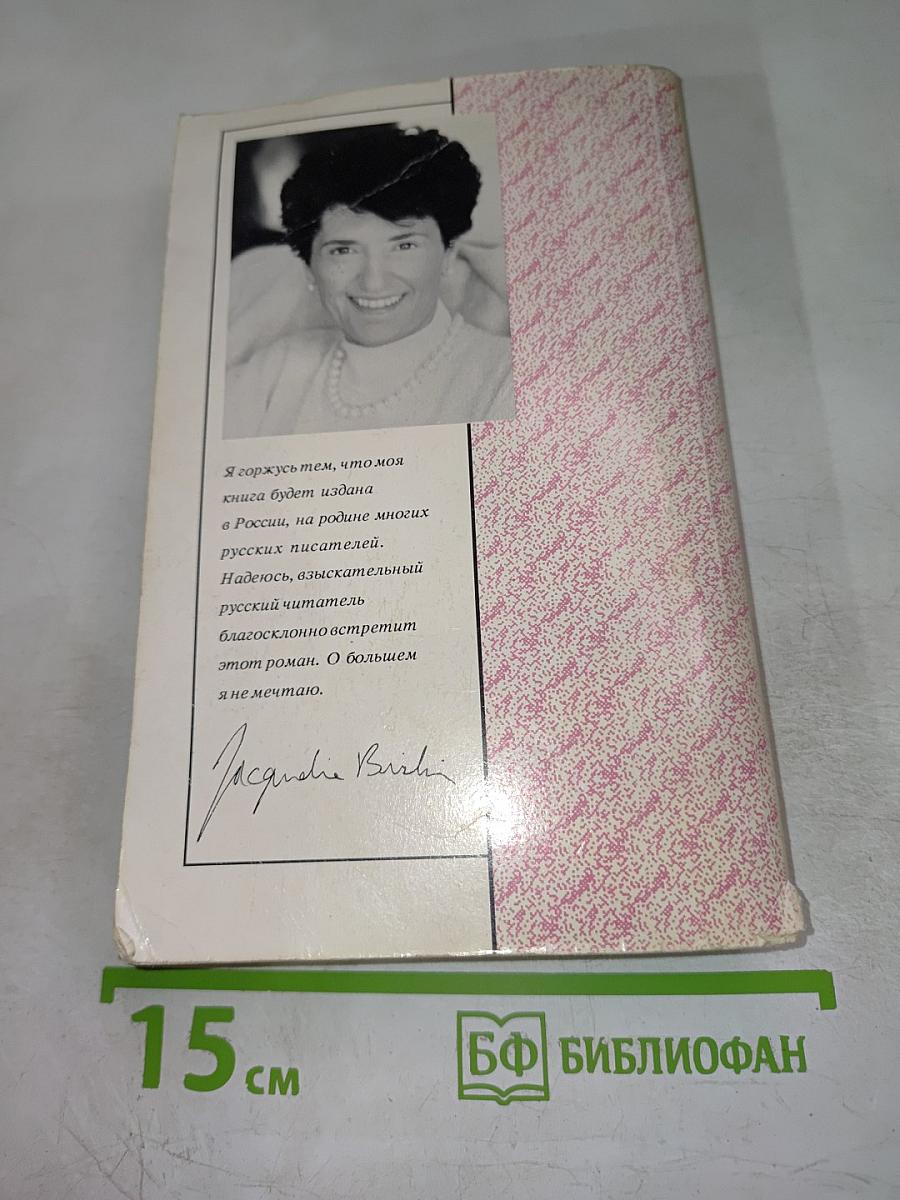 Я горжусь тем, что моя
книга будет издана
в России, на родине многих
русских писателей.
Надеюсь, взыскательный
русский читатель
благосклонно встретит
этот роман. О большем
я не мечтаю.
15 см
БФ БИБЛИОФАН